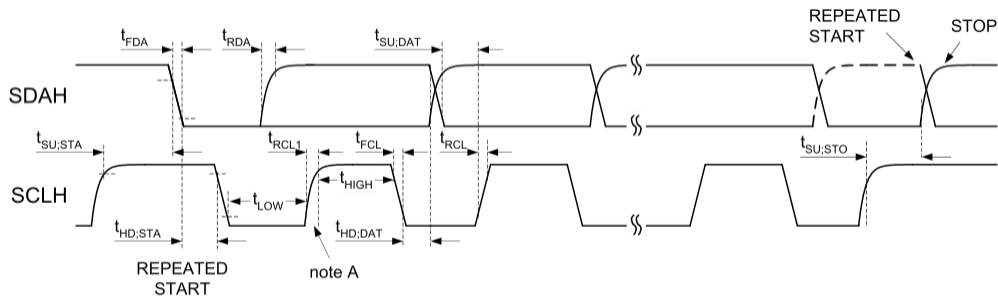 REPEATED
START
STOP
tFDA
tRDA
tSU;DAT
SDAH
tSU;STA
tRCL1
tFCL
tRCL
tSU;STO
SCLH
tHIGH
tLOW
tHD;STA
tHD;DAT
REPEATED
START
note A